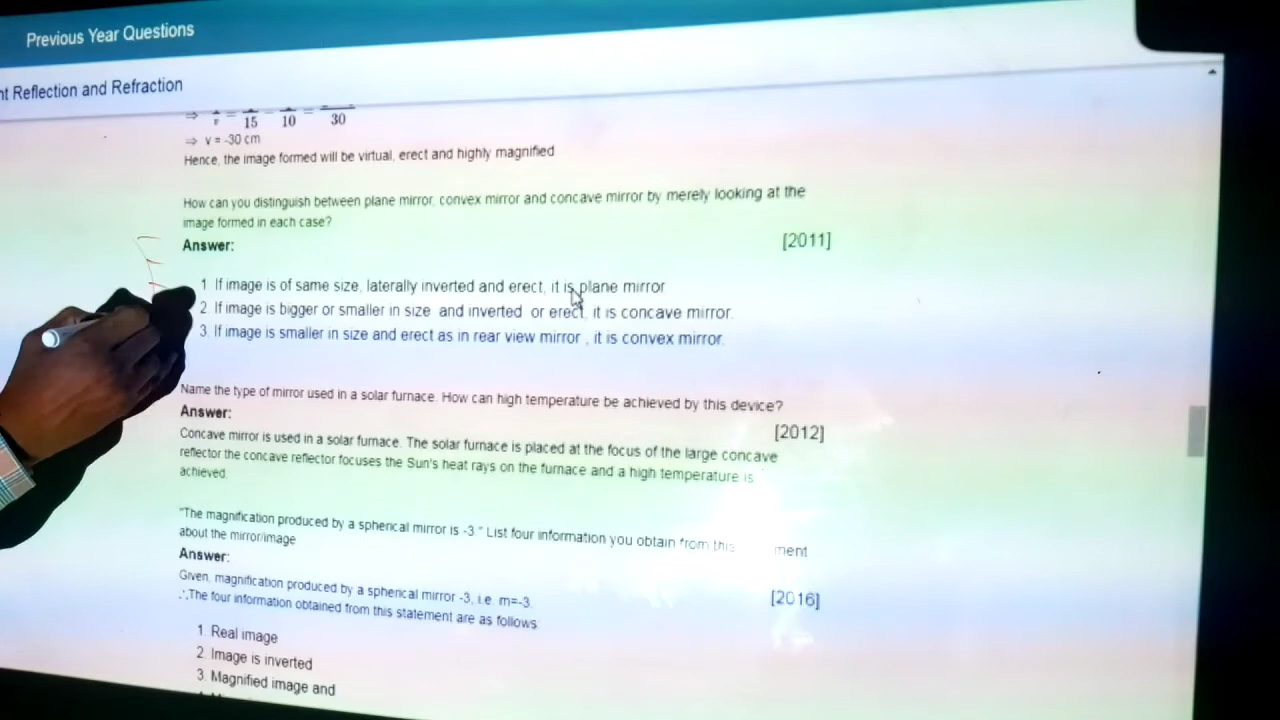 Previous Year Questions
Reflection and Refraction
15 10 30
⇒ v = -30 cm
Hence, the image formed will be virtual, erect and highly magnified
How can you distinguish between plane mirror, convex mirror and concave mirror by merely looking at the
image formed in each case?
Answer:
[2011]
1. If image is of same size, laterally inverted and erect, it is plane mirror
2. If image is bigger or smaller in size and inverted or erect, it is concave mirror.
3. If image is smaller in size and erect as in rear view mirror , it is convex mirror.
Name the type of mirror used in a solar furnace. How can high temperature be achieved by this device?
Answer:
[2012]
Concave mirror is used in a solar furnace. The solar furnace is placed at the focus of the large concave
reflector the concave reflector focuses the Sun's heat rays on the furnace and a high temperature is
achieved.
"The magnification produced by a spherical mirror is -3." List four information you obtain from this
about the mirror/image
Answer:
[2016]
Given, magnification produced by a spherical mirror -3, i.e. m=-3.
∴The four information obtained from this statement are as follows:
1. Real image
2. Image is inverted
3. Magnified image and